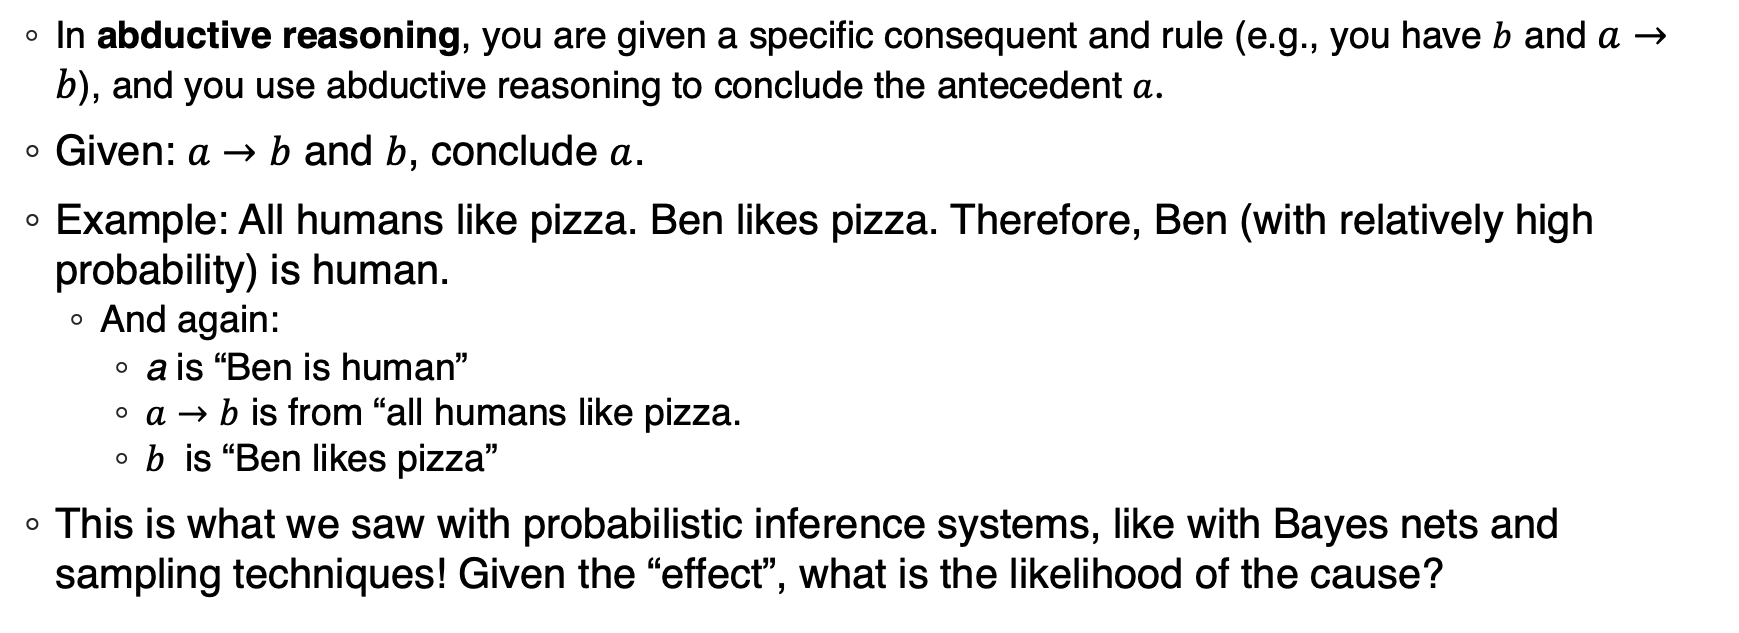 ◦ In abductive reasoning, you are given a specific consequent and rule (e.g., you have b and a →
b), and you use abductive reasoning to conclude the antecedent a.
◦ Given: a → b and b, conclude a.
◦ Example: All humans like pizza. Ben likes pizza. Therefore, Ben (with relatively high
probability) is human.
◦ And again:
◦ a is “Ben is human”
◦ a → b is from “all humans like pizza.
◦ b is “Ben likes pizza”
◦ This is what we saw with probabilistic inference systems, like with Bayes nets and
sampling techniques! Given the “effect”, what is the likelihood of the cause?